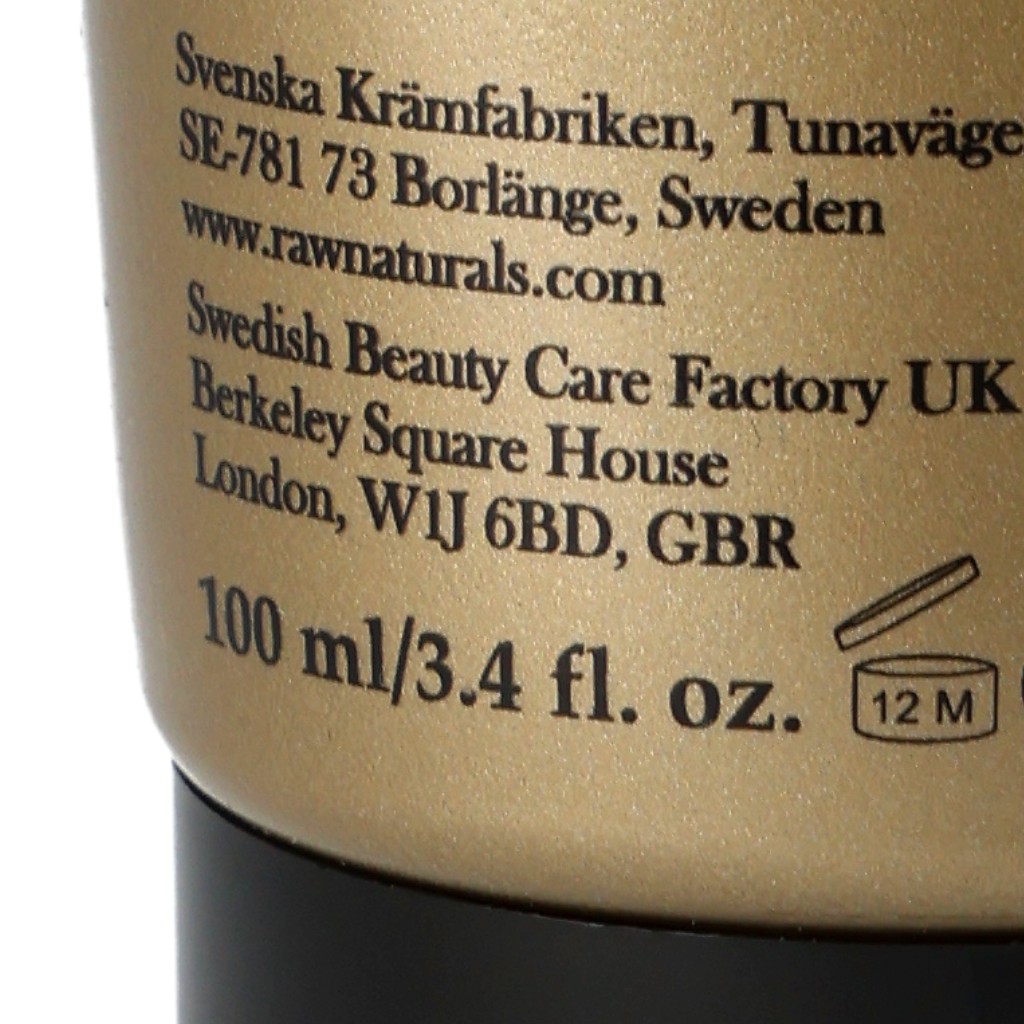 Svenska Krämfabriken, Tunaväge
SE-781 73 Borlänge, Sweden
www.rawnaturals.com
Swedish Beauty Care Factory UK
Berkeley Square House
London, W1J 6BD, GBR
100 ml/3.4 fl. oz.
12 M